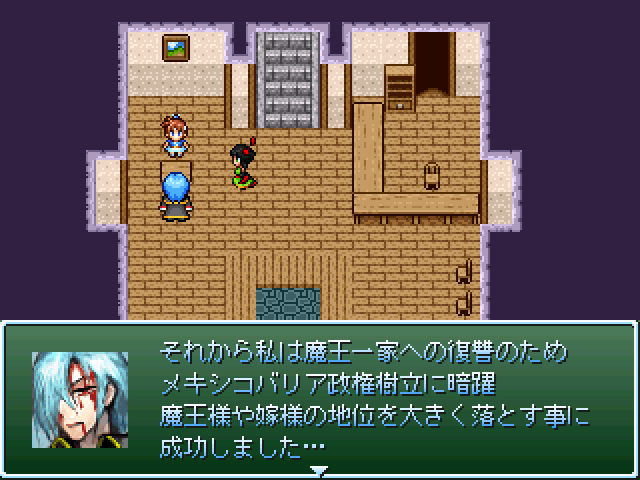 それから私は魔王一家への復讐のため
メキシコバリア政権樹立に暗躍
魔王様や嫁様の地位を大きく落とす事に
成功しました…